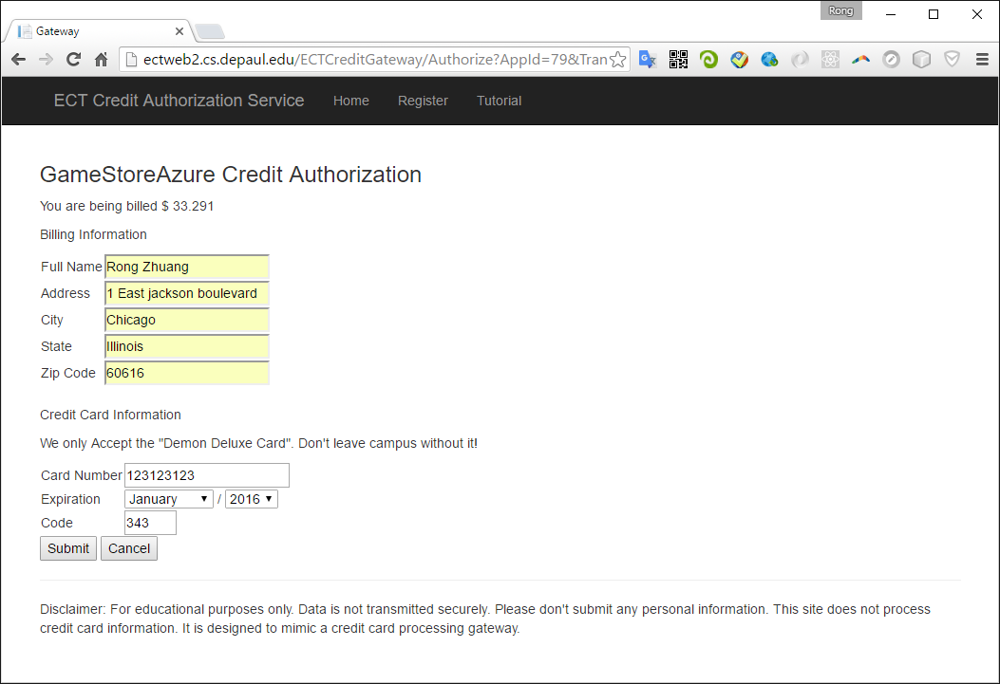 Rong
Gateway
ectweb2.cs.depaul.edu/ECTCreditGateway/Authorize?AppId=79&Tran
ECT Credit Authorization Service Home Register Tutorial
GameStoreAzure Credit Authorization
You are being billed $ 33.291
Billing Information
Full Name Rong Zhuang
Address 1 East jackson boulevard
City Chicago
State Illinois
Zip Code 60616
Credit Card Information
We only Accept the "Demon Deluxe Card". Don't leave campus without it!
Card Number 123123123
Expiration January / 2016
Code 343
Submit Cancel
Disclaimer: For educational purposes only. Data is not transmitted securely. Please don't submit any personal information. This site does not process
credit card information. It is designed to mimic a credit card processing gateway.